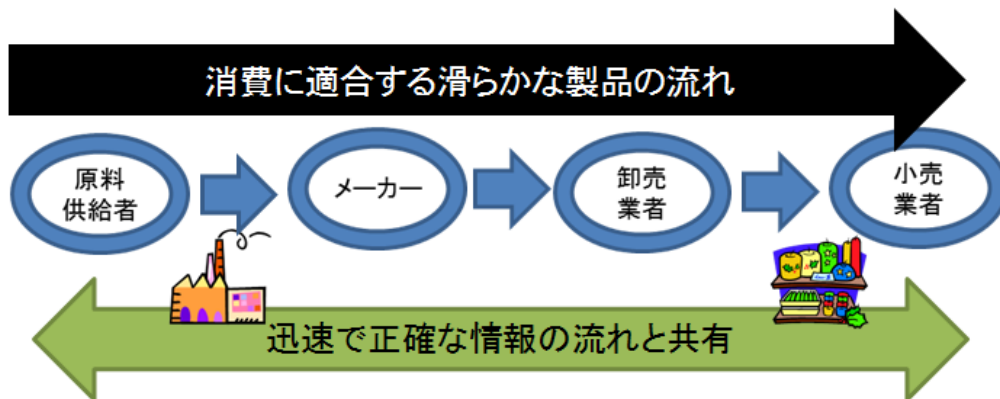 消費に適合する滑らかな製品の流れ
原料
供給者
メーカー
卸売
業者
小売
業者
迅速で正確な情報の流れと共有